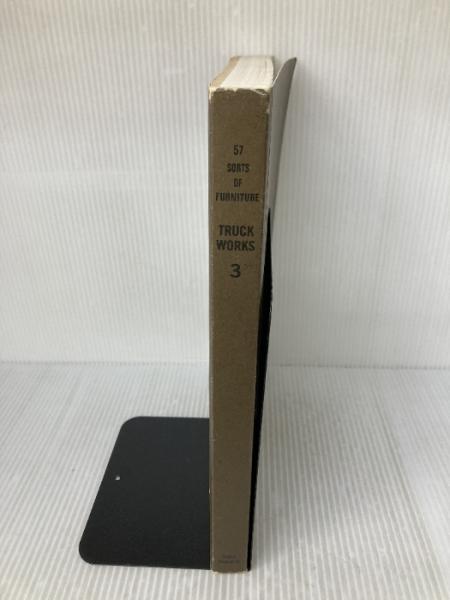 57
SORTS
OF
FURNITURE
TRUCK
WORKS
3